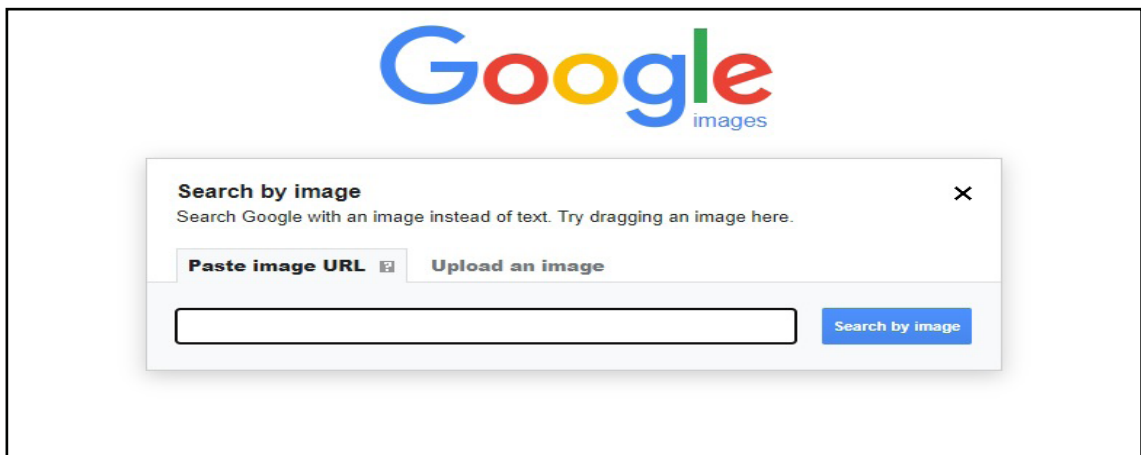 Google
images
Search by image
Search Google with an image instead of text. Try dragging an image here.
Paste image URL ? Upload an image
Search by image